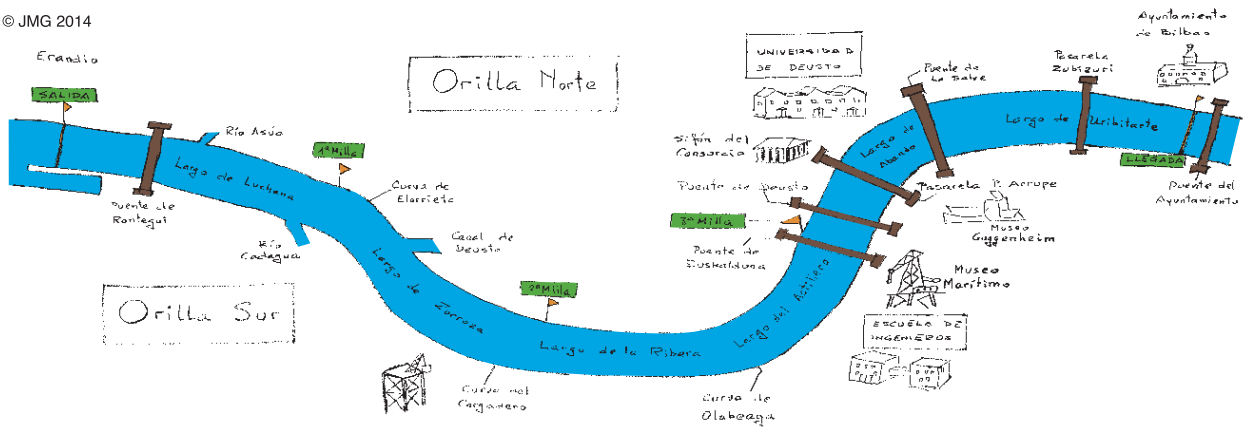 © JMG 2014
Ayuntamiento
de Bilbao
Erandio
Orilla Norte
UNIVERSIDAD
DE DEUSTO
Puente de
La Salve
Pasarela
Zubizuri
SALIDA
Río Asúa
1ª Milla
Sifón del
Consorcio
Largo de
Abando
Largo de Uribitarte
LLEGADA
Largo de Luchana
Curva de
Elorrieta
Puente de Deusto
Pasarela P. Arrupe
Puente del
Ayuntamiento
Puente de
Rontegui
3ª Milla
Museo
Guggenheim
Río
Cadagua
Canal de
Deusto
Puente de
Euskalduna
Largo de
Zorroza
Museo
Marítimo
Orilla Sur
2ª Milla
Largo del Astillero
ESCUELA DE
INGENIEROS
Largo de la Ribera
Curva del
Cargadero
Curva de
Olabeaga